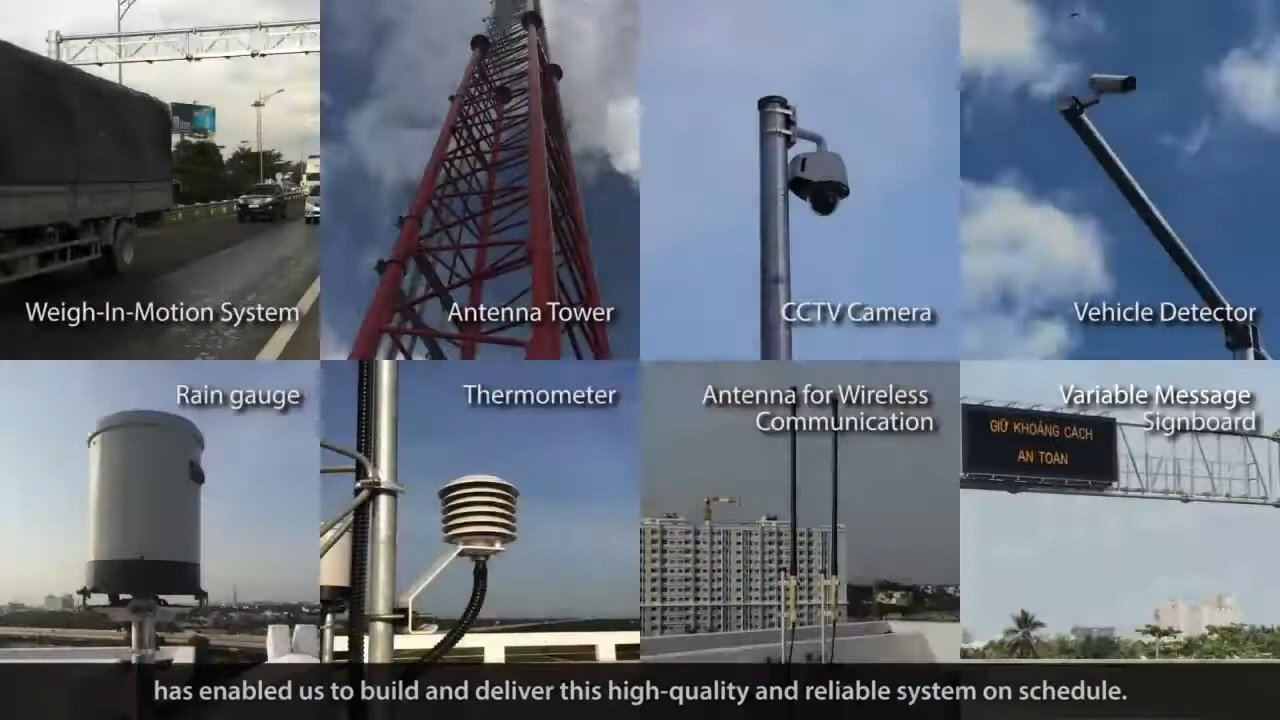 Weigh-In-Motion System
Antenna Tower
CCTV Camera
Vehicle Detector
Rain gauge
Thermometer
Antenna for Wireless
Communication
Variable Message
Signboard
GIỮ KHOẢNG CÁCH
AN TOÀN
has enabled us to build and deliver this high-quality and reliable system on schedule.